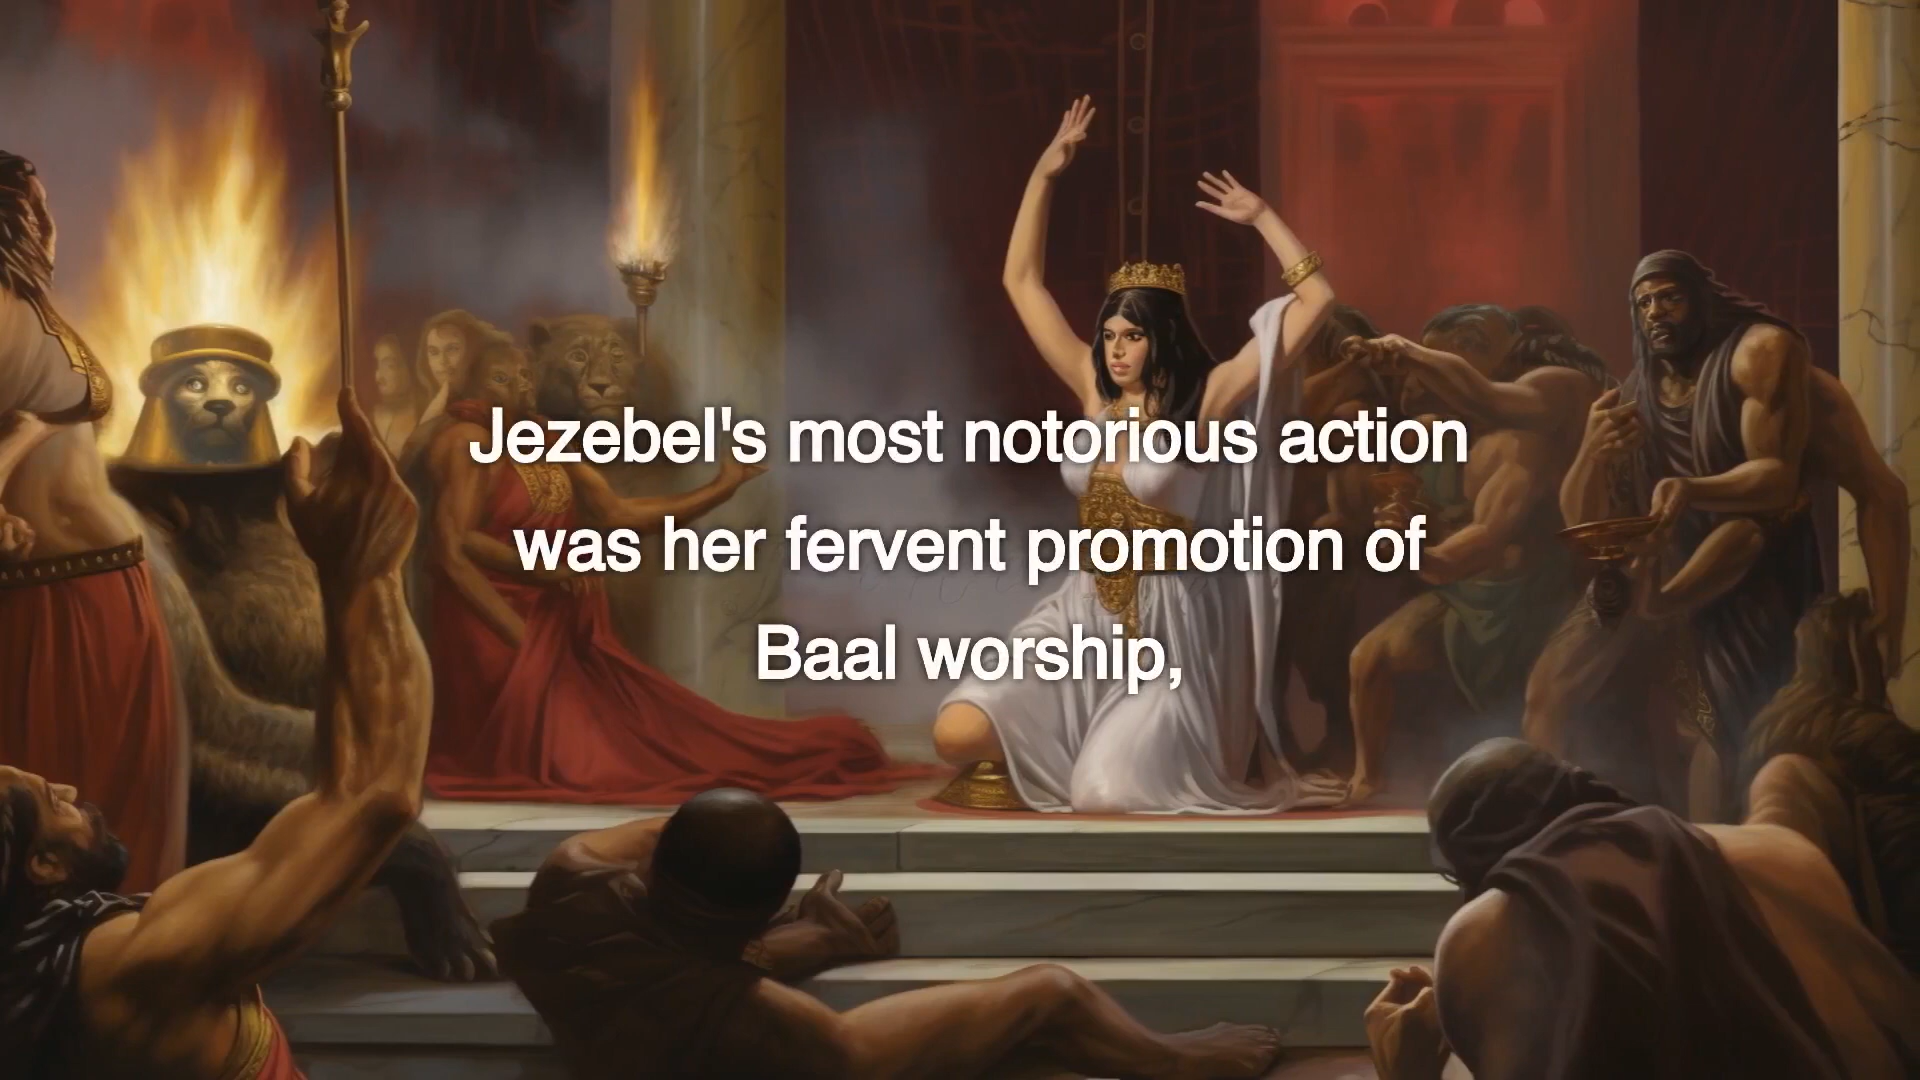 Jezebel's most notorious action
was her fervent promotion of
Baal worship,